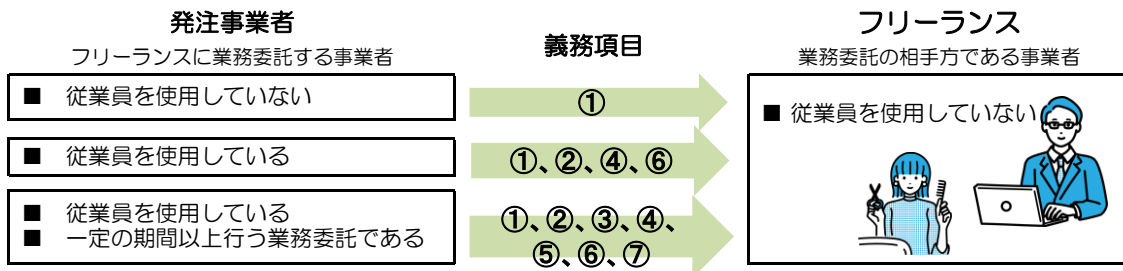 発注事業者
フリーランスに業務委託する事業者
■ 従業員を使用していない
■ 従業員を使用している
■ 従業員を使用している
■ 一定の期間以上行う業務委託である
義務項目
①
①、②、④、⑥
①、②、③、④、
⑤、⑥、⑦
フリーランス
業務委託の相手方である事業者
■ 従業員を使用していない